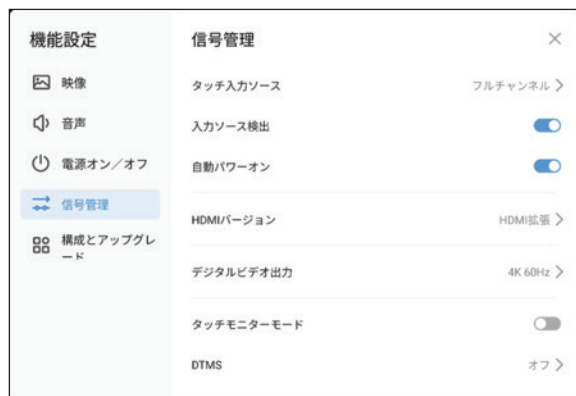 機能設定
映像
音声
電源オン／オフ
信号管理
構成とアップグレ
ード
信号管理
タッチ入力ソース
フルチャンネル
入力ソース検出
自動パワーオン
HDMIバージョン
HDMI拡張
デジタルビデオ出力
4K 60Hz
タッチモニターモード
DTMS
オフ